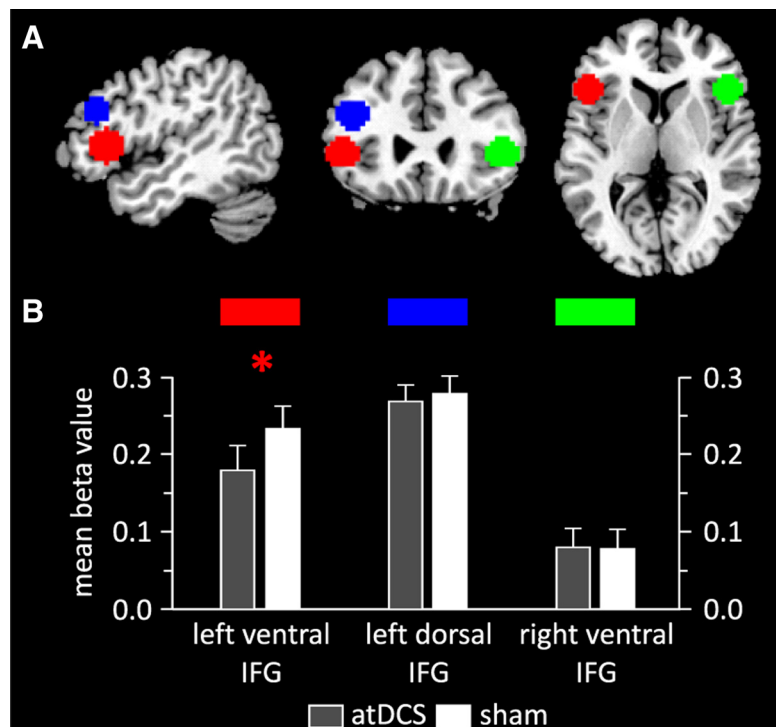 A
B
*
mean beta value
0.3 0.3
0.2 0.2
0.1 0.1
0.0 0.0
left ventral IFG
left dorsal IFG
right ventral IFG
atDCS sham